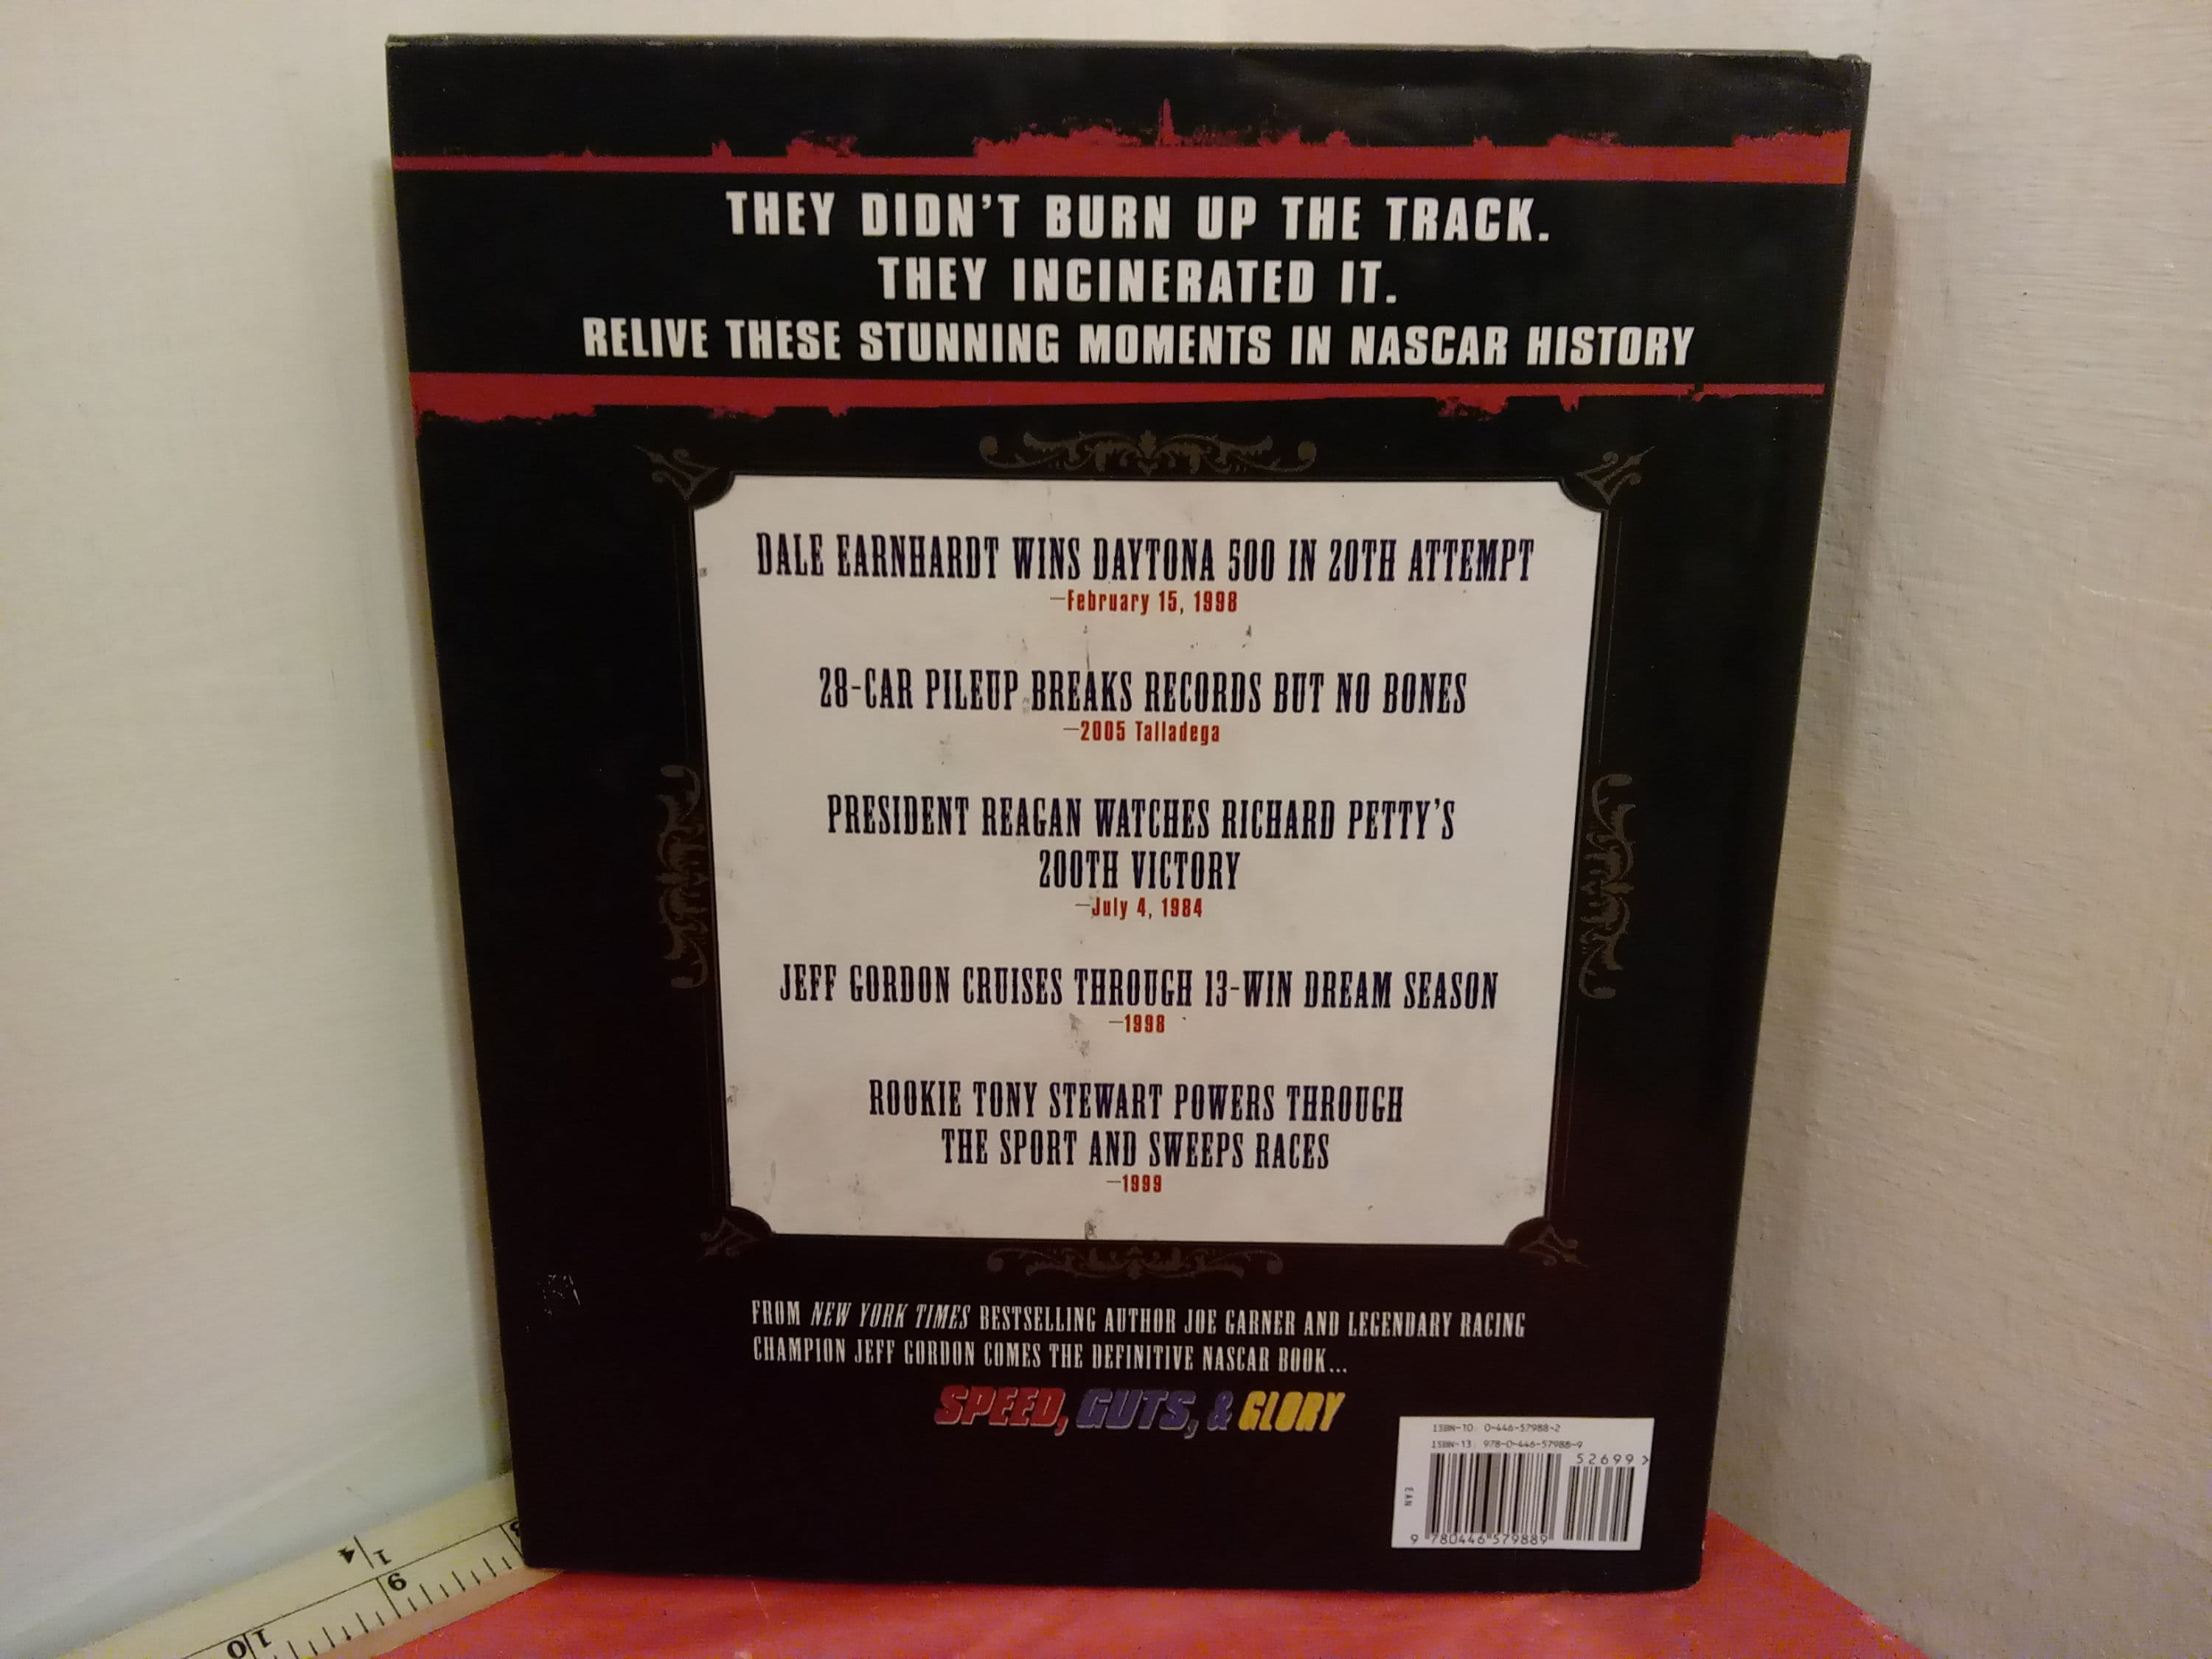 THEY DIDN'T BURN UP THE TRACK.
THEY INCINERATED IT.
RELIVE THESE STUNNING MOMENTS IN NASCAR HISTORY
DALE EARNHARDT WINS DAYTONA 500 IN 20TH ATTEMPT
—February 15, 1998
28-CAR PILEUP BREAKS RECORDS BUT NO BONES
—2005 Talladega
PRESIDENT REAGAN WATCHES RICHARD PETTY'S
200TH VICTORY
—July 4, 1984
JEFF GORDON CRUISES THROUGH 13-WIN DREAM SEASON
—1998
ROOKIE TONY STEWART POWERS THROUGH
THE SPORT AND SWEEPS RACES
—1999
FROM NEW YORK TIMES BESTSELLING AUTHOR JOE GARNER AND LEGENDARY RACING
CHAMPION JEFF GORDON COMES THE DEFINITIVE NASCAR BOOK...
SPEED, GUTS, & GLORY
ISBN-10: 0-446-57988-2
ISBN-13: 978-0-446-57988-9
52699>
EAN
9 780446 579889
14
9
10